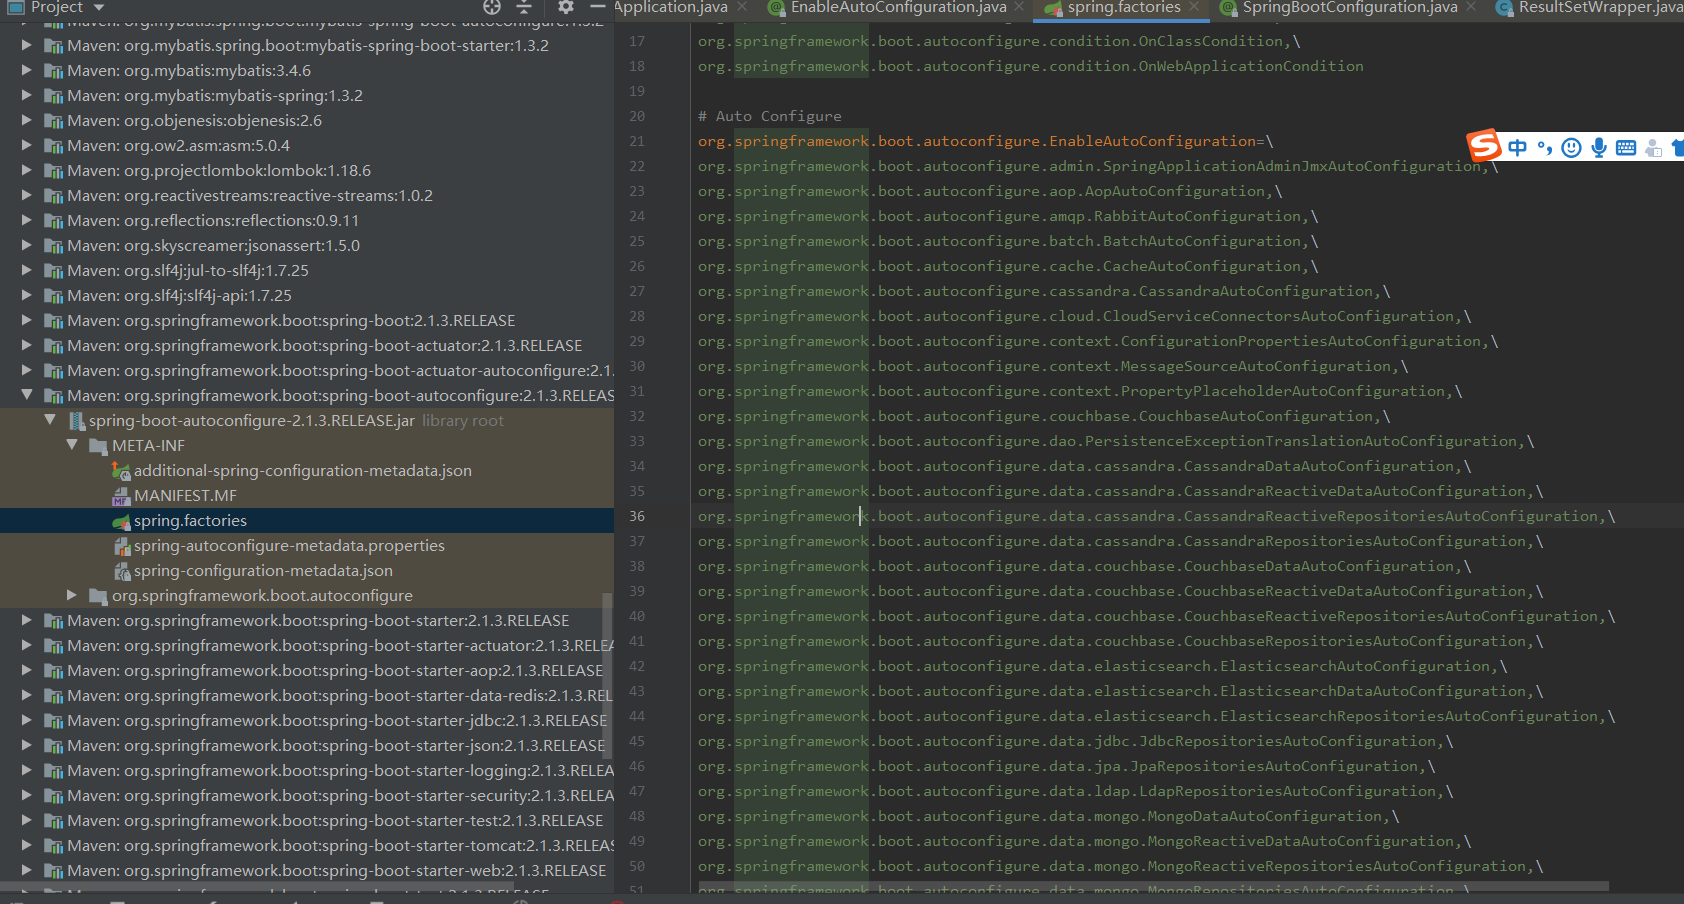 Project
Application.java
EnableAutoConfiguration.java
spring.factories
SpringBootConfiguration.java
ResultSetWrapper.java
Maven: org.mybatis.spring.boot:mybatis-spring-boot-autoconfigure:1.3.2
Maven: org.mybatis.spring.boot:mybatis-spring-boot-starter:1.3.2
Maven: org.mybatis:mybatis:3.4.6
Maven: org.mybatis:mybatis-spring:1.3.2
Maven: org.objenesis:objenesis:2.6
Maven: org.ow2.asm:asm:5.0.4
Maven: org.projectlombok:lombok:1.18.6
Maven: org.reactivestreams:reactive-streams:1.0.2
Maven: org.reflections:reflections:0.9.11
Maven: org.skyscreamer:jsonassert:1.5.0
Maven: org.slf4j:jul-to-slf4j:1.7.25
Maven: org.slf4j:slf4j-api:1.7.25
Maven: org.springframework.boot:spring-boot:2.1.3.RELEASE
Maven: org.springframework.boot:spring-boot-actuator:2.1.3.RELEASE
Maven: org.springframework.boot:spring-boot-actuator-autoconfigure:2.1.
Maven: org.springframework.boot:spring-boot-autoconfigure:2.1.3.RELEAS
spring-boot-autoconfigure-2.1.3.RELEASE.jar library root
META-INF
additional-spring-configuration-metadata.json
MANIFEST.MF
spring.factories
spring-autoconfigure-metadata.properties
spring-configuration-metadata.json
org.springframework.boot.autoconfigure
Maven: org.springframework.boot:spring-boot-starter:2.1.3.RELEASE
Maven: org.springframework.boot:spring-boot-starter-actuator:2.1.3.RELEA
Maven: org.springframework.boot:spring-boot-starter-aop:2.1.3.RELEASE
Maven: org.springframework.boot:spring-boot-starter-data-redis:2.1.3.REL
Maven: org.springframework.boot:spring-boot-starter-jdbc:2.1.3.RELEASE
Maven: org.springframework.boot:spring-boot-starter-json:2.1.3.RELEASE
Maven: org.springframework.boot:spring-boot-starter-logging:2.1.3.RELEA
Maven: org.springframework.boot:spring-boot-starter-security:2.1.3.RELEA
Maven: org.springframework.boot:spring-boot-starter-test:2.1.3.RELEASE
Maven: org.springframework.boot:spring-boot-starter-tomcat:2.1.3.RELEAS
Maven: org.springframework.boot:spring-boot-starter-web:2.1.3.RELEASE
17 org.springframework.boot.autoconfigure.condition.OnClassCondition,\
18 org.springframework.boot.autoconfigure.condition.OnWebApplicationCondition
19
20 # Auto Configure
21 org.springframework.boot.autoconfigure.EnableAutoConfiguration=\
22 org.springframework.boot.autoconfigure.admin.SpringApplicationAdminJmxAutoConfiguration,\
23 org.springframework.boot.autoconfigure.aop.AopAutoConfiguration,\
24 org.springframework.boot.autoconfigure.amqp.RabbitAutoConfiguration,\
25 org.springframework.boot.autoconfigure.batch.BatchAutoConfiguration,\
26 org.springframework.boot.autoconfigure.cache.CacheAutoConfiguration,\
27 org.springframework.boot.autoconfigure.cassandra.CassandraAutoConfiguration,\
28 org.springframework.boot.autoconfigure.cloud.CloudServiceConnectorsAutoConfiguration,\
29 org.springframework.boot.autoconfigure.context.ConfigurationPropertiesAutoConfiguration,\
30 org.springframework.boot.autoconfigure.context.MessageSourceAutoConfiguration,\
31 org.springframework.boot.autoconfigure.context.PropertyPlaceholderAutoConfiguration,\
32 org.springframework.boot.autoconfigure.couchbase.CouchbaseAutoConfiguration,\
33 org.springframework.boot.autoconfigure.dao.PersistenceExceptionTranslationAutoConfiguration,\
34 org.springframework.boot.autoconfigure.data.cassandra.CassandraDataAutoConfiguration,\
35 org.springframework.boot.autoconfigure.data.cassandra.CassandraReactiveDataAutoConfiguration,\
36 org.springframework.boot.autoconfigure.data.cassandra.CassandraReactiveRepositoriesAutoConfiguration,\
37 org.springframework.boot.autoconfigure.data.cassandra.CassandraRepositoriesAutoConfiguration,\
38 org.springframework.boot.autoconfigure.data.couchbase.CouchbaseDataAutoConfiguration,\
39 org.springframework.boot.autoconfigure.data.couchbase.CouchbaseReactiveDataAutoConfiguration,\
40 org.springframework.boot.autoconfigure.data.couchbase.CouchbaseReactiveRepositoriesAutoConfiguration,\
41 org.springframework.boot.autoconfigure.data.couchbase.CouchbaseRepositoriesAutoConfiguration,\
42 org.springframework.boot.autoconfigure.data.elasticsearch.ElasticsearchAutoConfiguration,\
43 org.springframework.boot.autoconfigure.data.elasticsearch.ElasticsearchDataAutoConfiguration,\
44 org.springframework.boot.autoconfigure.data.elasticsearch.ElasticsearchRepositoriesAutoConfiguration,\
45 org.springframework.boot.autoconfigure.data.jdbc.JdbcRepositoriesAutoConfiguration,\
46 org.springframework.boot.autoconfigure.data.jpa.JpaRepositoriesAutoConfiguration,\
47 org.springframework.boot.autoconfigure.data.ldap.LdapRepositoriesAutoConfiguration,\
48 org.springframework.boot.autoconfigure.data.mongo.MongoDataAutoConfiguration,\
49 org.springframework.boot.autoconfigure.data.mongo.MongoReactiveDataAutoConfiguration,\
50 org.springframework.boot.autoconfigure.data.mongo.MongoReactiveRepositoriesAutoConfiguration,\
51 org.springframework.boot.autoconfigure.data.mongo.MongoRepositoriesAutoConfiguration,\
S 中